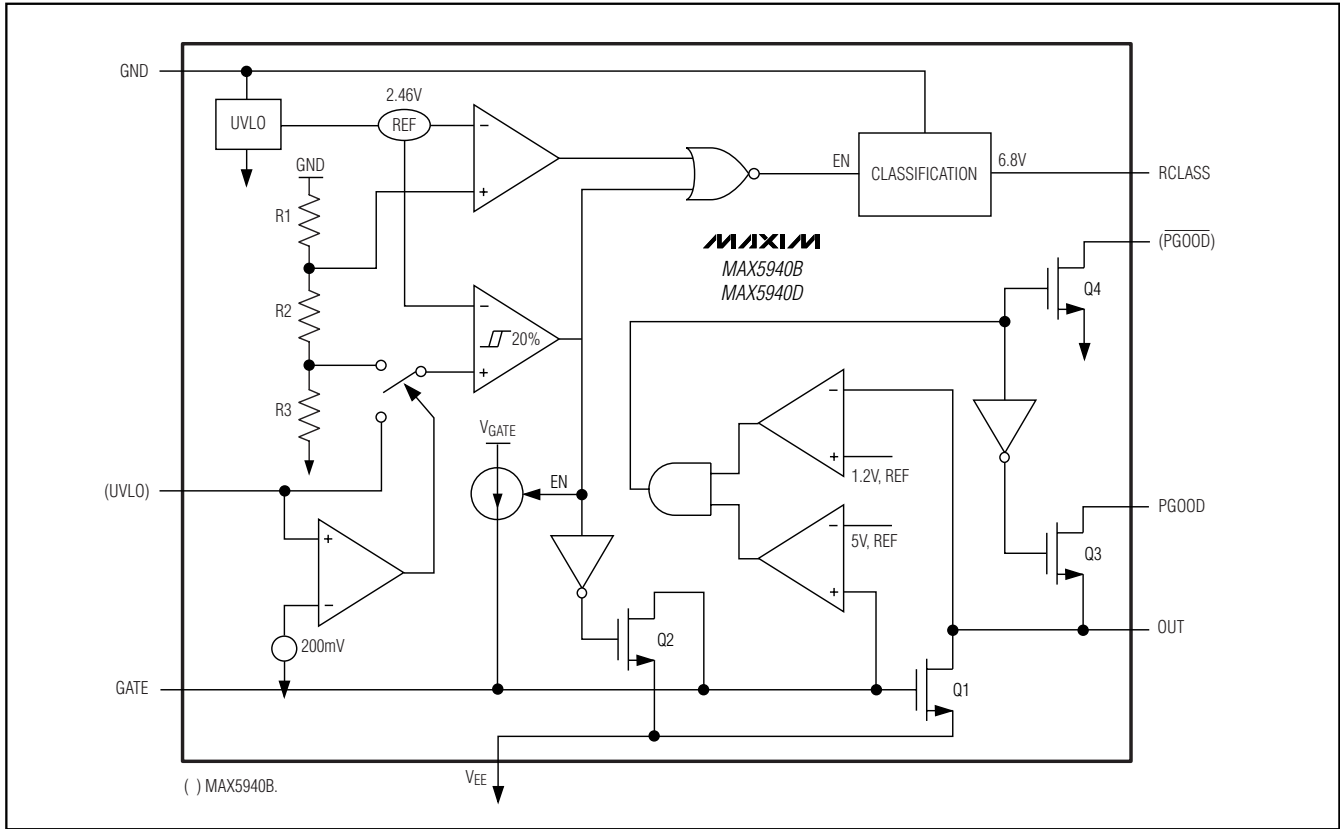 GND
UVLO
2.46V
REF
GND
R1
R2
R3
−
+
−
+
20%
EN
CLASSIFICATION
6.8V
RCLASS
MAXIM
MAX5940B
MAX5940D
(PGOOD)
Q4
(UVLO)
+
−
200mV
VGATE
EN
−
+
1.2V, REF
−
5V, REF
+
PGOOD
Q3
Q2
OUT
GATE
Q1
VEE
( ) MAX5940B.